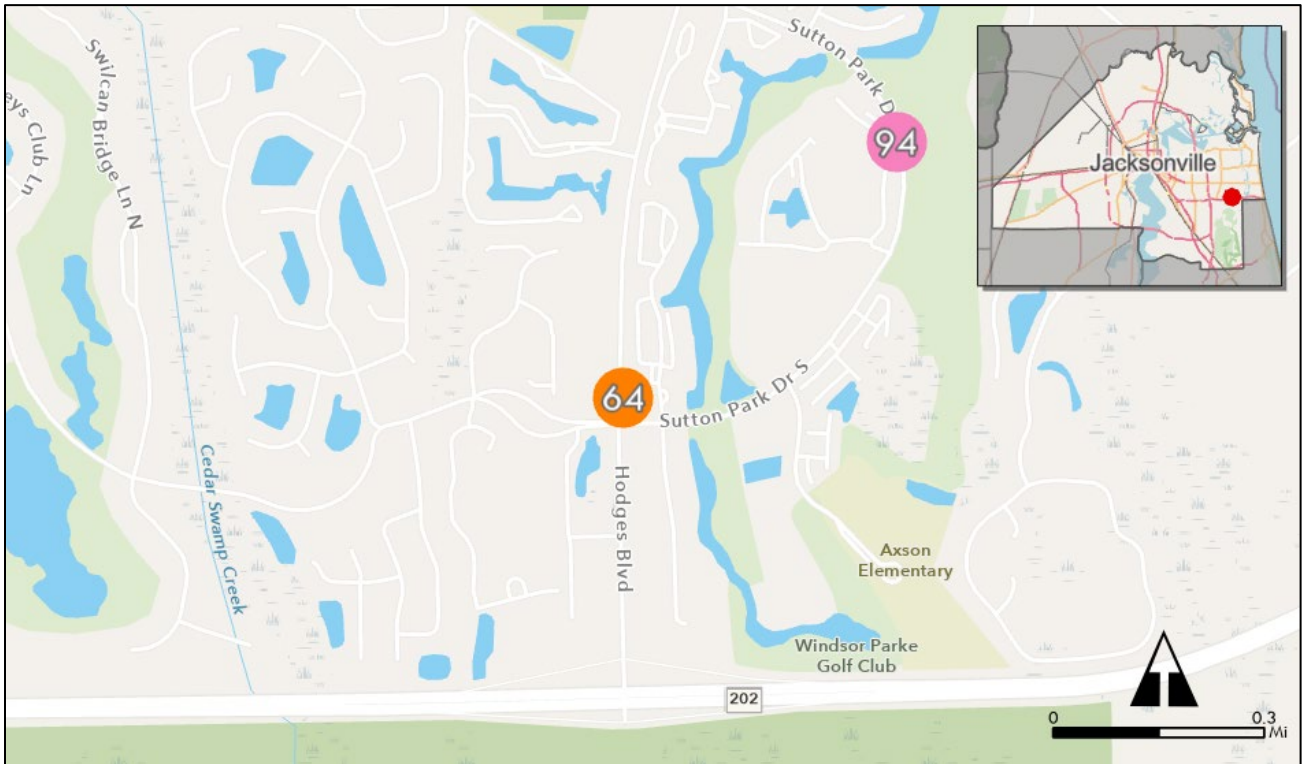 Swilcan Bridge Ln N
eys Club Ln
Sutton Park D
94
Jacksonville
64
Sutton Park Dr S
Hodges Blvd
Cedar Swamp Creek
Axson
Elementary
Windsor Parke
Golf Club
202
0
0.3
Mi